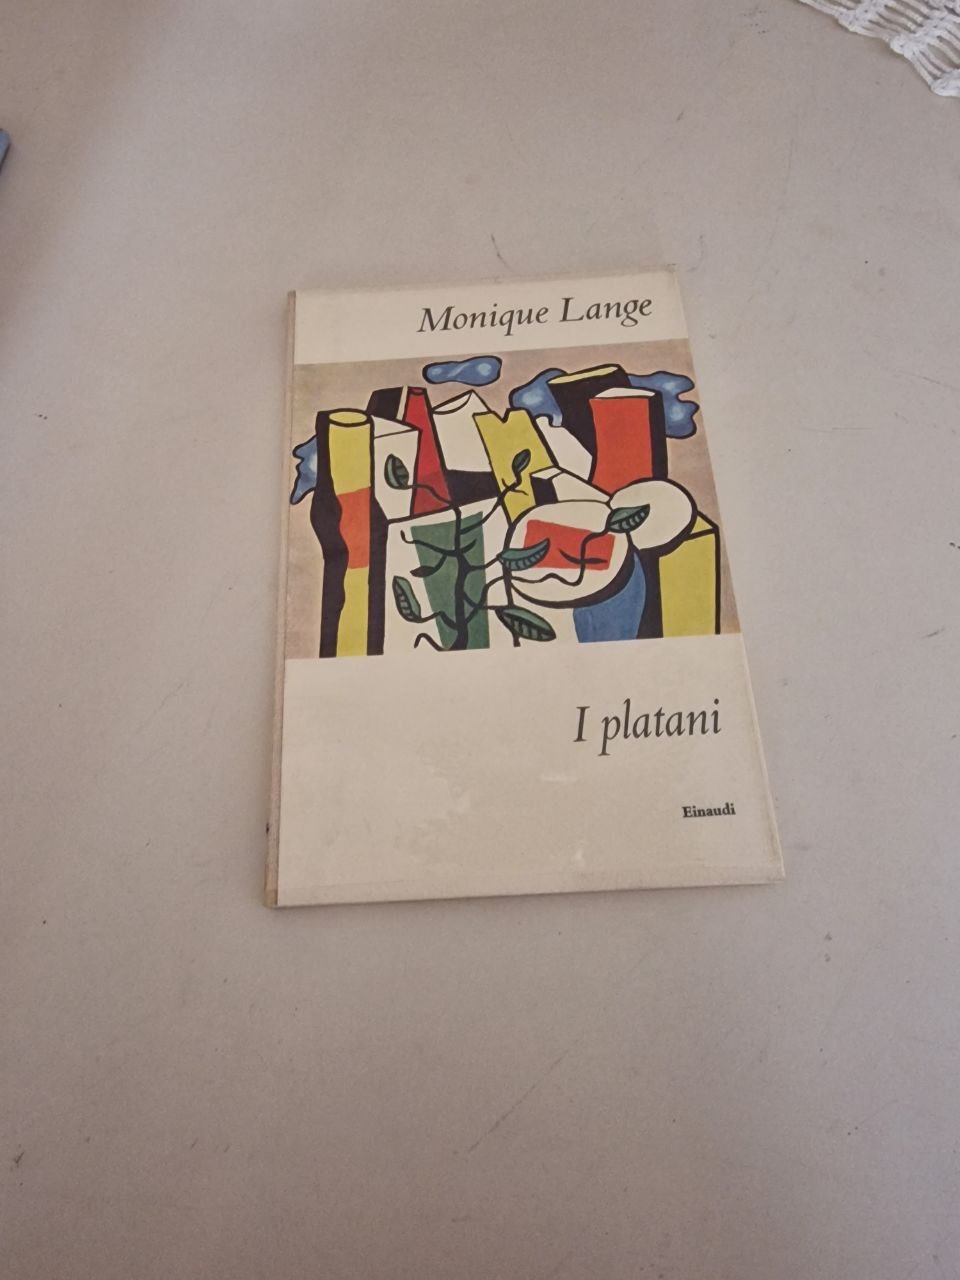 Monique Lange
I platani
Einaudi